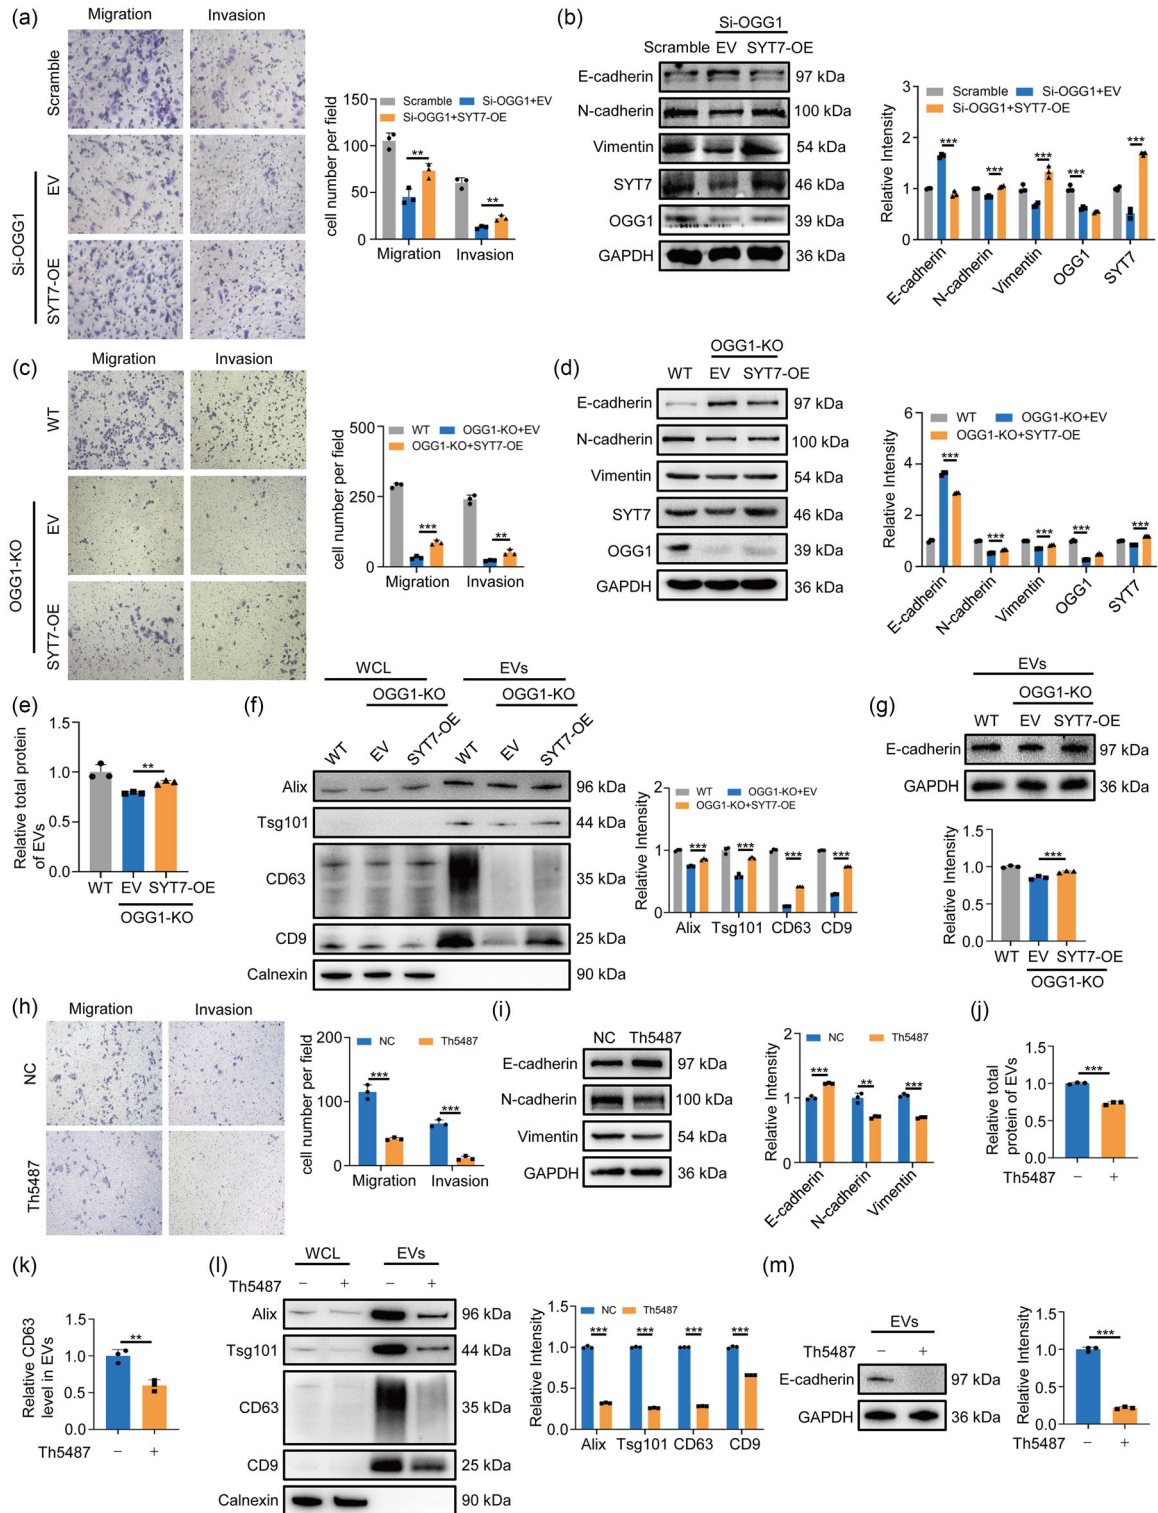 (a)
Migration
Invasion
Scramble
EV
SYT7-OE
Si-OGG1
cell number per field
150
100
50
0
Scramble
Si-OGG1+EV
Si-OGG1+SYT7-OE
**
**
Migration
Invasion
(b)
Si-OGG1
Scramble EV SYT7-OE
E-cadherin 97 kDa
N-cadherin 100 kDa
Vimentin 54 kDa
SYT7 46 kDa
OGG1 39 kDa
GAPDH 36 kDa
Relative Intensity
3
2
1
0
Scramble
Si-OGG1+EV
Si-OGG1+SYT7-OE
***
***
***
***
***
E-cadherin
N-cadherin
Vimentin
OGG1
SYT7
(c)
Migration
Invasion
WT
EV
SYT7-OE
OGG1-KO
cell number per field
500
250
0
WT
OGG1-KO+EV
OGG1-KO+SYT7-OE
***
**
Migration
Invasion
(d)
OGG1-KO
WT EV SYT7-OE
E-cadherin 97 kDa
N-cadherin 100 kDa
Vimentin 54 kDa
SYT7 46 kDa
OGG1 39 kDa
GAPDH 36 kDa
Relative Intensity
6
4
2
0
WT
OGG1-KO+EV
OGG1-KO+SYT7-OE
***
***
***
***
***
E-cadherin
N-cadherin
Vimentin
OGG1
SYT7
(e)
Relative total protein
of EVs
1.5
1.0
0.5
0.0
**
WT EV SYT7-OE
OGG1-KO
(f)
WCL EVs
OGG1-KO OGG1-KO
WT EV SYT7-OE WT EV SYT7-OE
Alix 96 kDa
Tsg101 44 kDa
CD63 35 kDa
CD9 25 kDa
Calnexin 90 kDa
Relative Intensity
2
1
0
WT
OGG1-KO+EV
OGG1-KO+SYT7-OE
***
***
***
***
Alix Tsg101 CD63 CD9
(g)
EVs
OGG1-KO
WT EV SYT7-OE
E-cadherin 97 kDa
GAPDH 36 kDa
Relative Intensity
1.5
1.0
0.5
0.0
***
WT EV SYT7-OE
OGG1-KO
(h)
Migration
Invasion
NC
Th5487
cell number per field
200
100
0
NC
Th5487
***
***
Migration
Invasion
(i)
NC Th5487
E-cadherin 97 kDa
N-cadherin 100 kDa
Vimentin 54 kDa
GAPDH 36 kDa
Relative Intensity
2
1
0
NC
Th5487
***
**
***
E-cadherin
N-cadherin
Vimentin
(j)
Relative total
protein of EVs
1.5
1.0
0.5
0.0
***
Th5487 − +
(k)
Relative CD63
level in EVs
1.5
1.0
0.5
0.0
**
Th5487 − +
(l)
WCL EVs
Th5487 − + − +
Alix 96 kDa
Tsg101 44 kDa
CD63 35 kDa
CD9 25 kDa
Calnexin 90 kDa
Relative Intensity
1.5
1.0
0.5
0.0
NC
Th5487
***
***
***
***
Alix Tsg101 CD63 CD9
(m)
EVs
Th5487 − +
E-cadherin 97 kDa
GAPDH 36 kDa
Relative Intensity
1.5
1.0
0.5
0.0
***
Th5487 − +